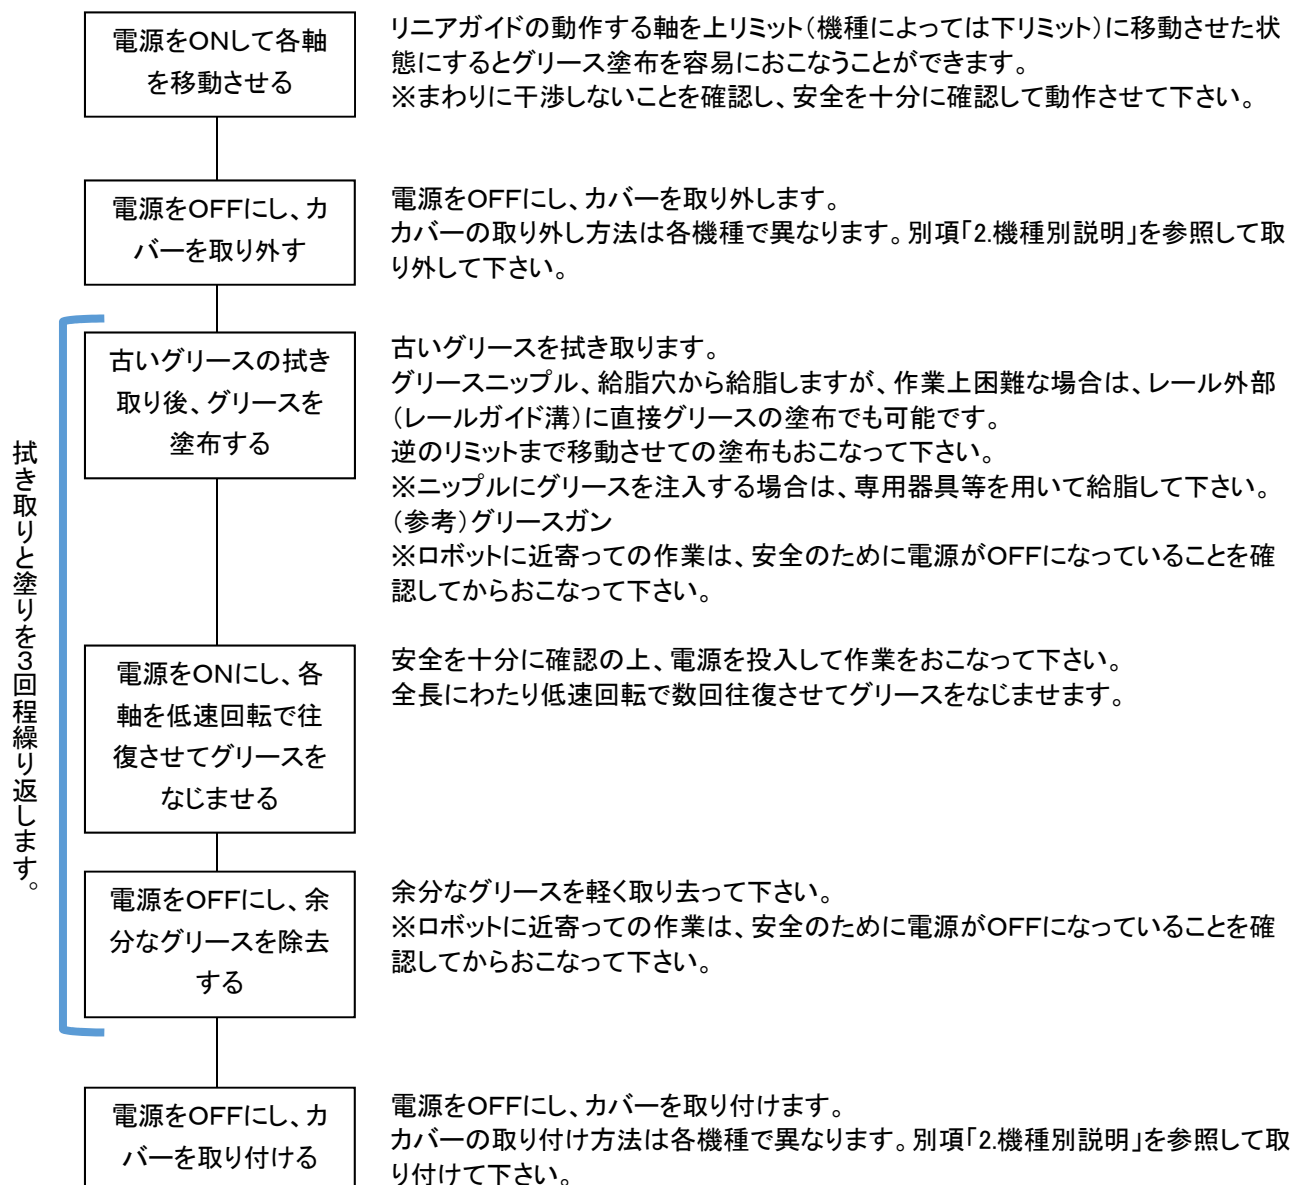 電源をONして各軸
を移動させる
リニアガイドの動作する軸を上リミット（機種によっては下リミット）に移動させた状
態にするとグリース塗布を容易におこなうことができます。
※まわりに干渉しないことを確認し、安全を十分に確認して動作させて下さい。
電源をOFFにし、カ
バーを取り外す
電源をOFFにし、カバーを取り外します。
カバーの取り外し方法は各機種で異なります。別項「2.機種別説明」を参照して取
り外して下さい。
拭き取りと塗りを３回程繰り返します。
古いグリースの拭き
取り後、グリースを
塗布する
古いグリースを拭き取ります。
グリースニップル、給脂穴から給脂しますが、作業上困難な場合は、レール外部
（レールガイド溝）に直接グリースの塗布でも可能です。
逆のリミットまで移動させての塗布もおこなって下さい。
※ニップルにグリースを注入する場合は、専用器具等を用いて給脂して下さい。
（参考）グリースガン
※ロボットに近寄っての作業は、安全のために電源がOFFになっていることを確
認してからおこなって下さい。
電源をONにし、各
軸を低速回転で往
復させてグリースを
なじませる
安全を十分に確認の上、電源を投入して作業をおこなって下さい。
全長にわたり低速回転で数回往復させてグリースをなじませます。
電源をOFFにし、余
分なグリースを除去
する
余分なグリースを軽く取り去って下さい。
※ロボットに近寄っての作業は、安全のために電源がOFFになっていることを確
認してからおこなって下さい。
電源をOFFにし、カ
バーを取り付ける
電源をOFFにし、カバーを取り付けます。
カバーの取り付け方法は各機種で異なります。別項「2.機種別説明」を参照して取
り付けて下さい。